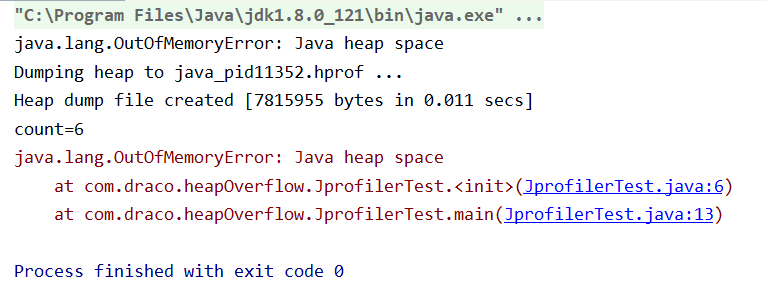 "C:\Program Files\Java\jdk1.8.0_121\bin\java.exe" ...
java.lang.OutOfMemoryError: Java heap space
Dumping heap to java_pid11352.hprof ...
Heap dump file created [7815955 bytes in 0.011 secs]
count=6
java.lang.OutOfMemoryError: Java heap space
    at com.draco.heapOverflow.JprofilerTest.<init>(JprofilerTest.java:6)
    at com.draco.heapOverflow.JprofilerTest.main(JprofilerTest.java:13)
Process finished with exit code 0